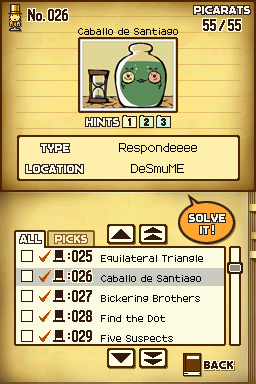 No.026
PICARATS
55/55
Caballo de Santiago
HINTS 1 2 3
TYPE Respondeeee
LOCATION DeSmuME
SOLVE IT!
ALL PICKS
:025 Equilateral Triangle
:026 Caballo de Santiago
:027 Bickering Brothers
:028 Find the Dot
:029 Five Suspects
BACK